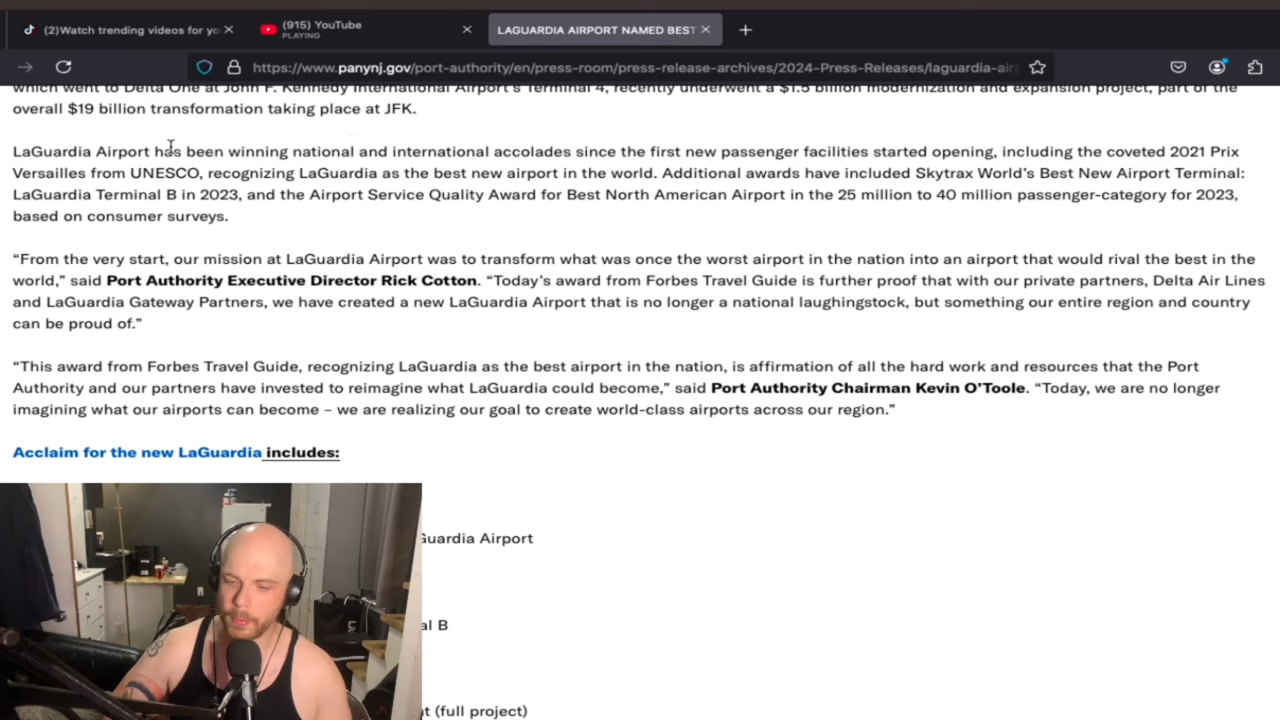 (2)Watch trending videos for yo
(915) YouTube
PLAYING
LAGUARDIA AIRPORT NAMED BEST
https://www.panynj.gov/port-authority/en/press-room/press-release-archives/2024-Press-Releases/laguardia-air
which went to Delta One at John F. Kennedy International Airport's Terminal 4, recently underwent a $1.5 billion modernization and expansion project, part of the
overall $19 billion transformation taking place at JFK.
LaGuardia Airport has been winning national and international accolades since the first new passenger facilities started opening, including the coveted 2021 Prix
Versailles from UNESCO, recognizing LaGuardia as the best new airport in the world. Additional awards have included Skytrax World's Best New Airport Terminal:
LaGuardia Terminal B in 2023, and the Airport Service Quality Award for Best North American Airport in the 25 million to 40 million passenger-category for 2023,
based on consumer surveys.
“From the very start, our mission at LaGuardia Airport was to transform what was once the worst airport in the nation into an airport that would rival the best in the
world,” said Port Authority Executive Director Rick Cotton. “Today's award from Forbes Travel Guide is further proof that with our private partners, Delta Air Lines
and LaGuardia Gateway Partners, we have created a new LaGuardia Airport that is no longer a national laughingstock, but something our entire region and country
can be proud of.”
“This award from Forbes Travel Guide, recognizing LaGuardia as the best airport in the nation, is affirmation of all the hard work and resources that the Port
Authority and our partners have invested to reimagine what LaGuardia could become,” said Port Authority Chairman Kevin O'Toole. “Today, we are no longer
imagining what our airports can become – we are realizing our goal to create world-class airports across our region.”
Acclaim for the new LaGuardia includes:
Guardia Airport
al B
t (full project)